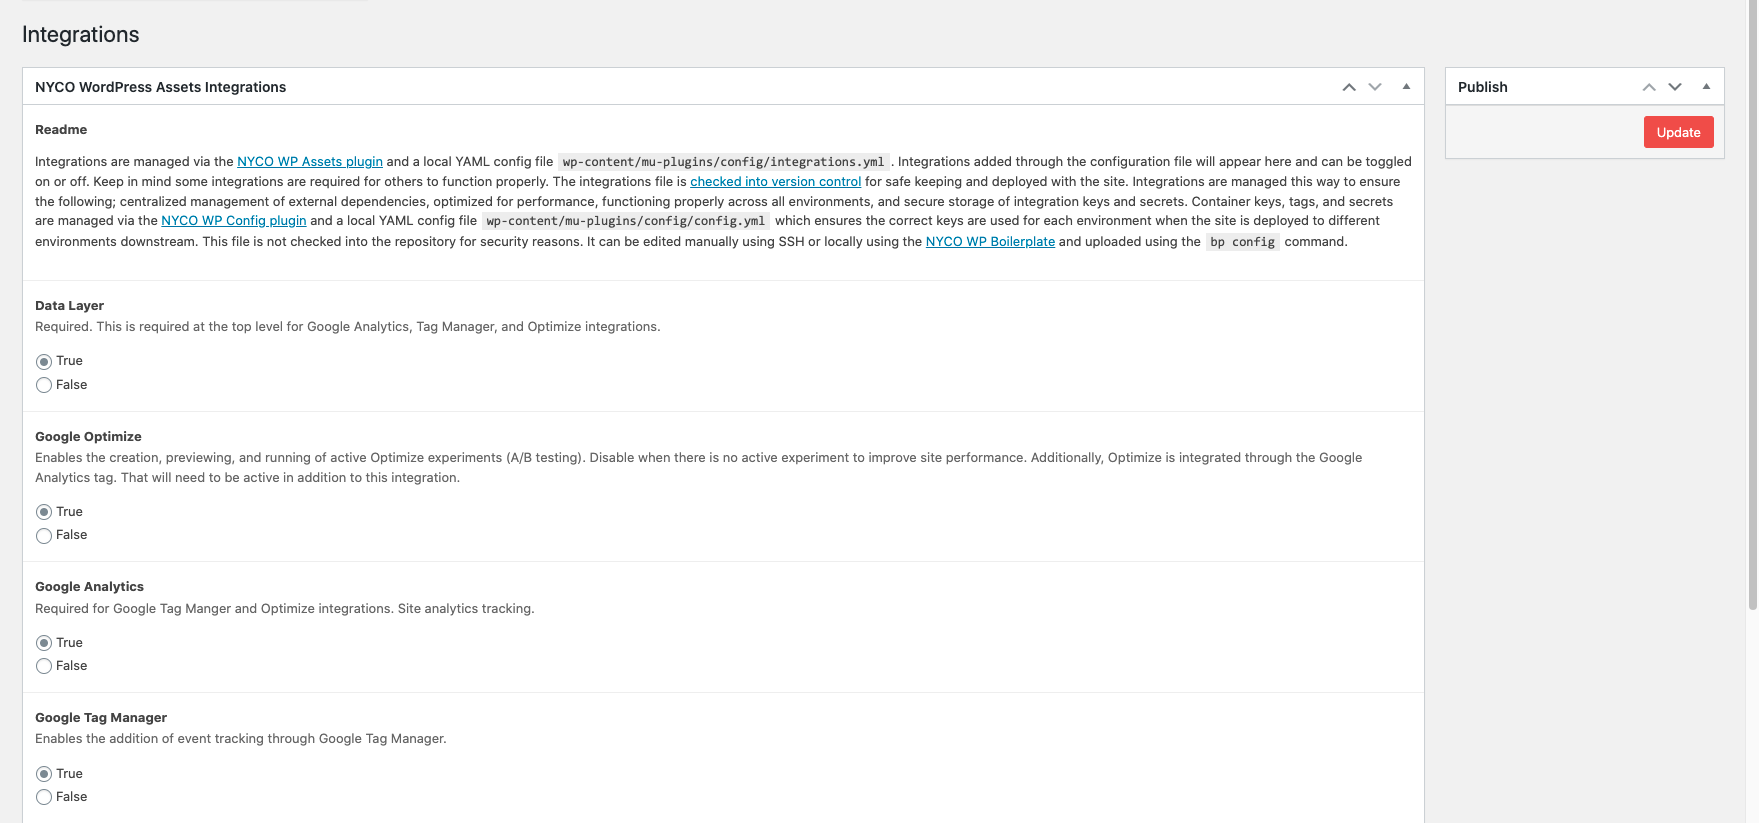 Integrations
NYCO WordPress Assets Integrations
Readme
Integrations are managed via the NYCO WP Assets plugin and a local YAML config file wp-content/mu-plugins/config/integrations.yml . Integrations added through the configuration file will appear here and can be toggled
on or off. Keep in mind some integrations are required for others to function properly. The integrations file is checked into version control for safe keeping and deployed with the site. Integrations are managed this way to ensure
the following; centralized management of external dependencies, optimized for performance, functioning properly across all environments, and secure storage of integration keys and secrets. Container keys, tags, and secrets
are managed via the NYCO WP Config plugin and a local YAML config file wp-content/mu-plugins/config/config.yml which ensures the correct keys are used for each environment when the site is deployed to different
environments downstream. This file is not checked into the repository for security reasons. It can be edited manually using SSH or locally using the NYCO WP Boilerplate and uploaded using the bp config command.
Data Layer
Required. This is required at the top level for Google Analytics, Tag Manager, and Optimize integrations.
True
False
Google Optimize
Enables the creation, previewing, and running of active Optimize experiments (A/B testing). Disable when there is no active experiment to improve site performance. Additionally, Optimize is integrated through the Google
Analytics tag. That will need to be active in addition to this integration.
True
False
Google Analytics
Required for Google Tag Manger and Optimize integrations. Site analytics tracking.
True
False
Google Tag Manager
Enables the addition of event tracking through Google Tag Manager.
True
False
Publish
Update